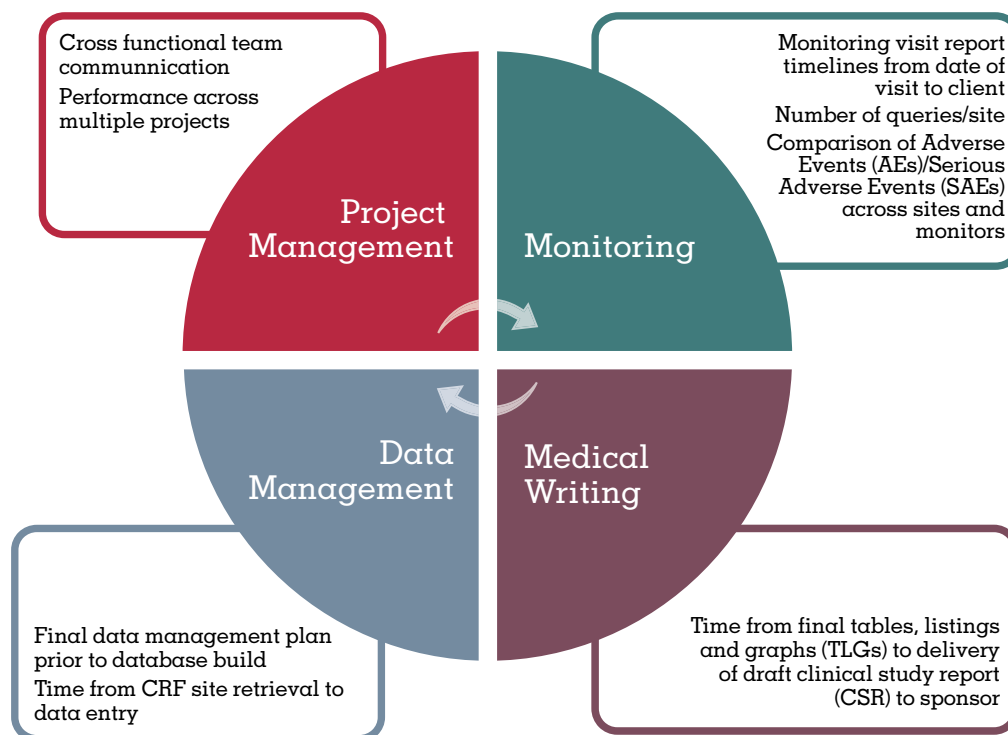 Cross functional team
communnication
Performance across
multiple projects
Monitoring visit report
timelines from date of
visit to client
Number of queries/site
Comparison of Adverse
Events (AEs)/Serious
Adverse Events (SAEs)
across sites and
monitors
Project
Management
Monitoring
Data
Management
Medical
Writing
Final data management plan
prior to database build
Time from CRF site retrieval to
data entry
Time from final tables, listings
and graphs (TLGs) to delivery
of draft clinical study report
(CSR) to sponsor